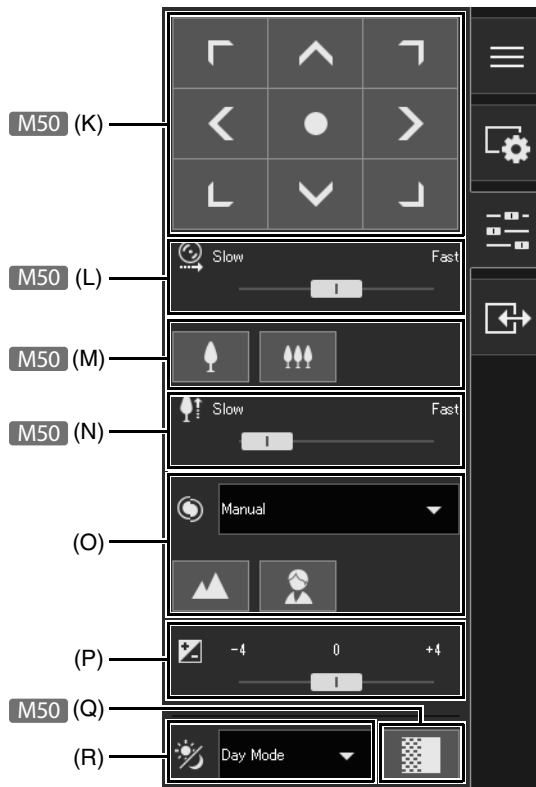 M50 (K)
M50 (L)
Slow Fast
M50 (M)
M50 (N)
Slow Fast
(O)
Manual
(P)
-4 0 +4
M50 (Q)
(R)
Day Mode